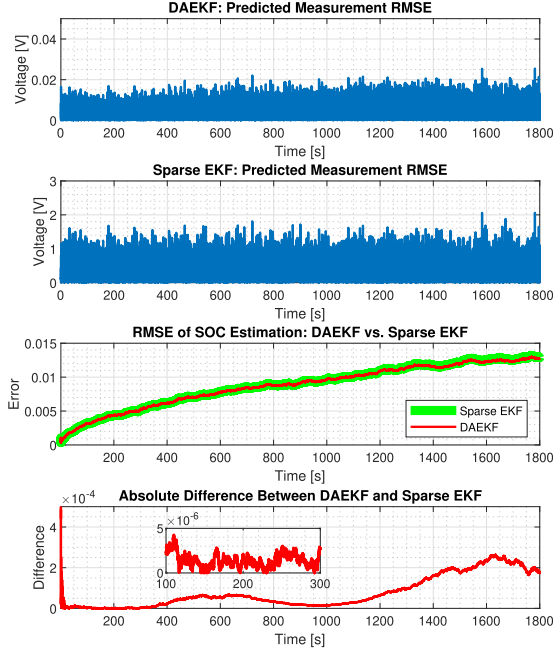 DAEKF: Predicted Measurement RMSE
Voltage [V]
0.04
0.02
0
0 200 400 600 800 1000 1200 1400 1600 1800
Time [s]
Sparse EKF: Predicted Measurement RMSE
Voltage [V]
3
2
1
0
0 200 400 600 800 1000 1200 1400 1600 1800
Time [s]
RMSE of SOC Estimation: DAEKF vs. Sparse EKF
Error
0.015
0.01
0.005
0
Sparse EKF
DAEKF
0 200 400 600 800 1000 1200 1400 1600 1800
Time [s]
Absolute Difference Between DAEKF and Sparse EKF
×10⁻⁴
Difference
4
2
0
×10⁻⁶
5
0
100 200 300
0 200 400 600 800 1000 1200 1400 1600 1800
Time [s]